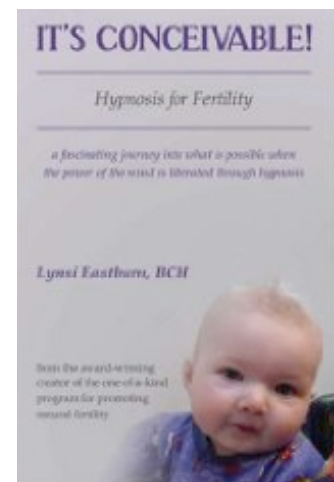 IT'S CONCEIVABLE!
Hypnosis for Fertility
a fascinating journey into what is possible when
the power of the mind is liberated through hypnosis
Lynsi Eastburn, BCH
from the award-winning
creator of the one-of-a-kind
program for promoting
natural fertility